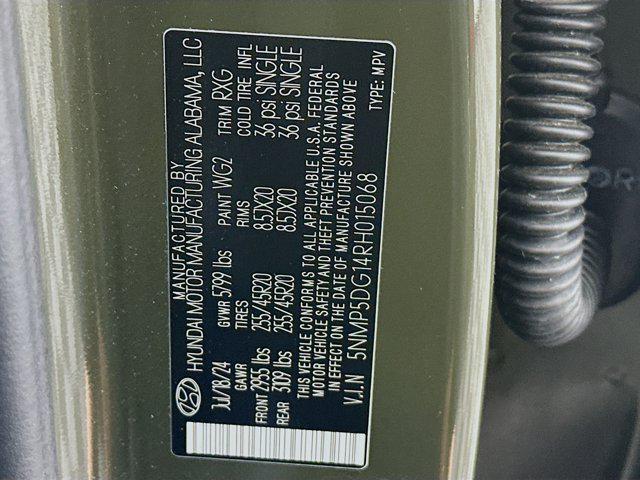 MANUFACTURED BY
HYUNDAI MOTOR MANUFACTURING ALABAMA, LLC
Jul/18/24 GVWR 5799 lbs PAINT WG2 TRIM RXG
GAWR TIRES RIMS COLD TIRE INFL
FRONT 2955 lbs 255/45R20 8.5JX20 36 psi SINGLE
REAR 3109 lbs 255/45R20 8.5JX20 36 psi SINGLE
THIS VEHICLE CONFORMS TO ALL APPLICABLE U.S.A. FEDERAL
MOTOR VEHICLE SAFETY AND THEFT PREVENTION STANDARDS
IN EFFECT ON THE DATE OF MANUFACTURE SHOWN ABOVE
V.I.N 5NMP5DG14RH015068 TYPE: MPV